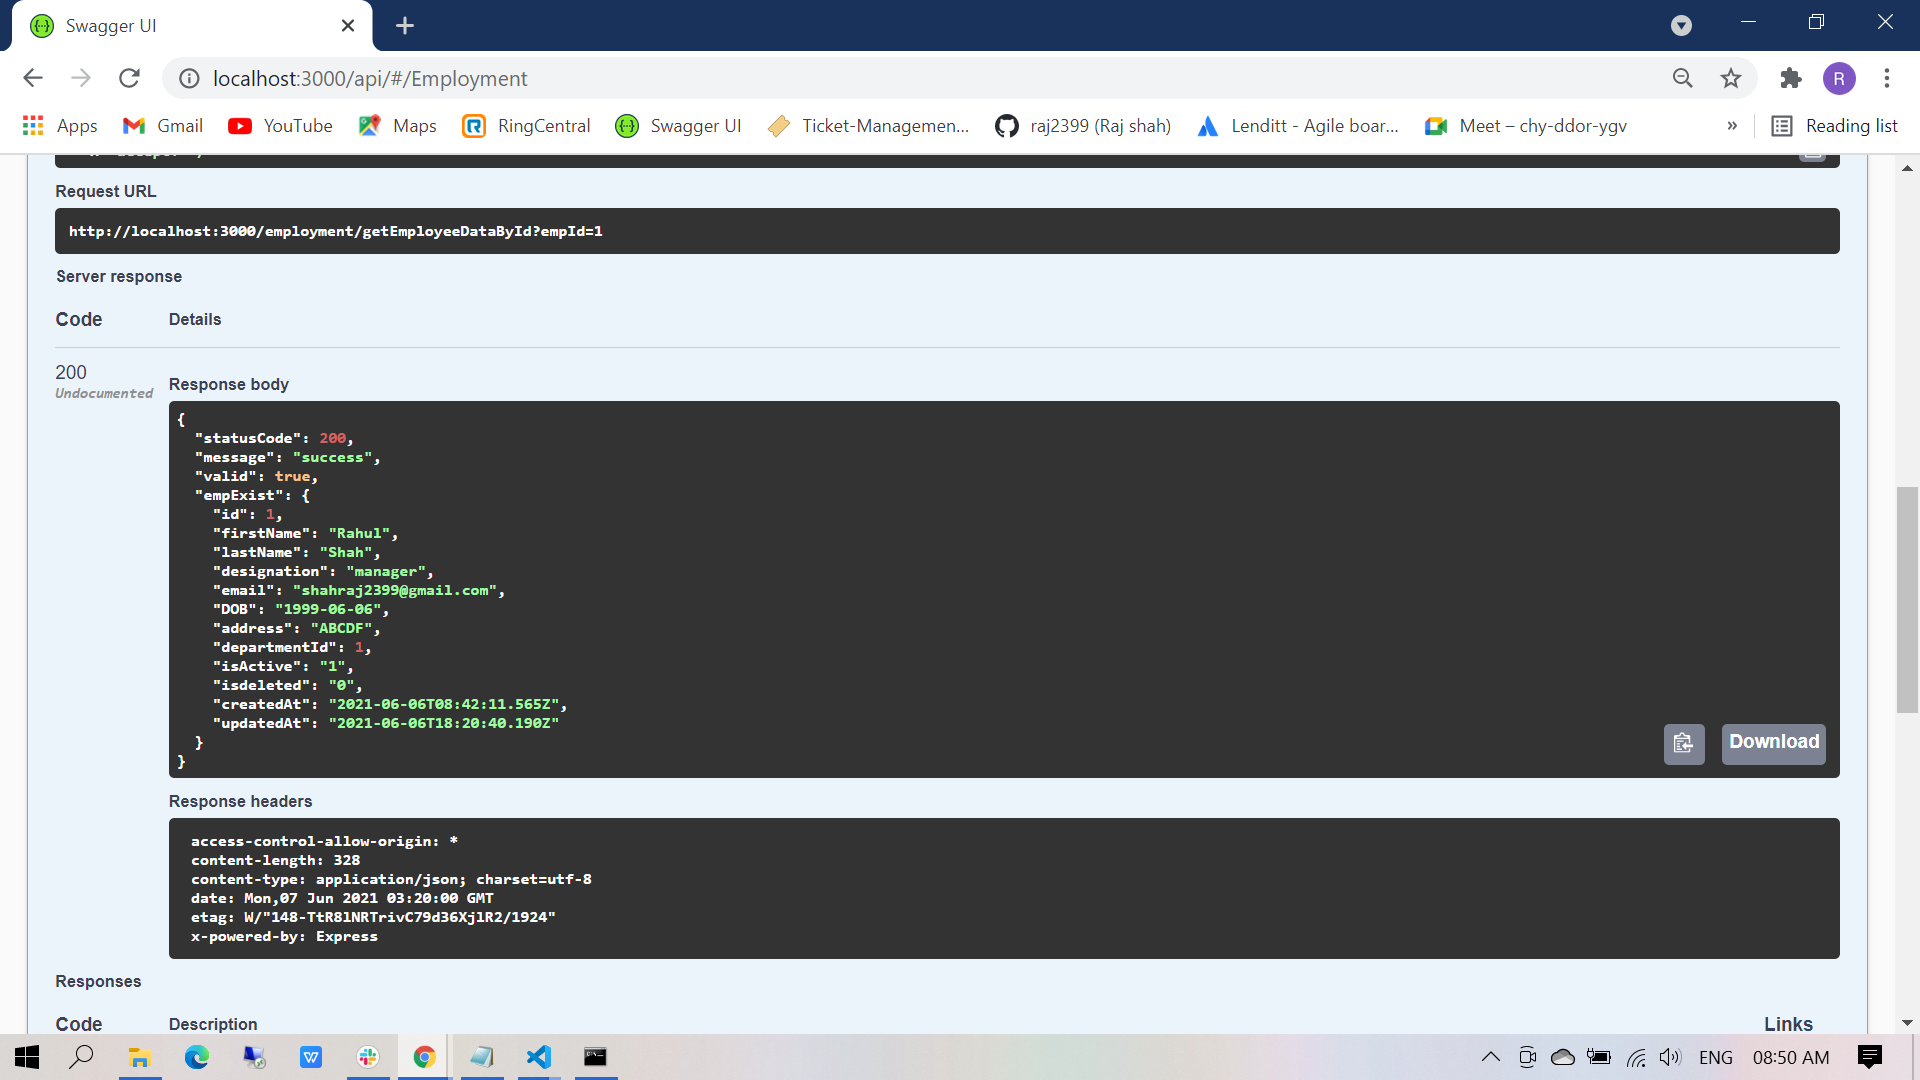 Swagger UI
localhost:3000/api/#/Employment
R
Apps
Gmail
YouTube
Maps
RingCentral
Swagger UI
Ticket-Managemen...
raj2399 (Raj shah)
Lenditt - Agile boar...
Meet – chy-ddor-ygv
»
Reading list
Request URL
http://localhost:3000/employment/getEmployeeDataById?empId=1
Server response
Code
Details
200
Undocumented
Response body
{
"statusCode": 200,
"message": "success",
"valid": true,
"empExist": {
"id": 1,
"firstName": "Rahul",
"lastName": "Shah",
"designation": "manager",
"email": "shahraj2399@gmail.com",
"DOB": "1999-06-06",
"address": "ABCDF",
"departmentId": 1,
"isActive": "1",
"isdeleted": "0",
"createdAt": "2021-06-06T08:42:11.565Z",
"updatedAt": "2021-06-06T18:20:40.190Z"
}
}
Download
Response headers
access-control-allow-origin: *
content-length: 328
content-type: application/json; charset=utf-8
date: Mon,07 Jun 2021 03:20:00 GMT
etag: W/"148-TtR8lNRTrivC79d36XjlR2/1924"
x-powered-by: Express
Responses
Code
Description
Links
ENG
08:50 AM